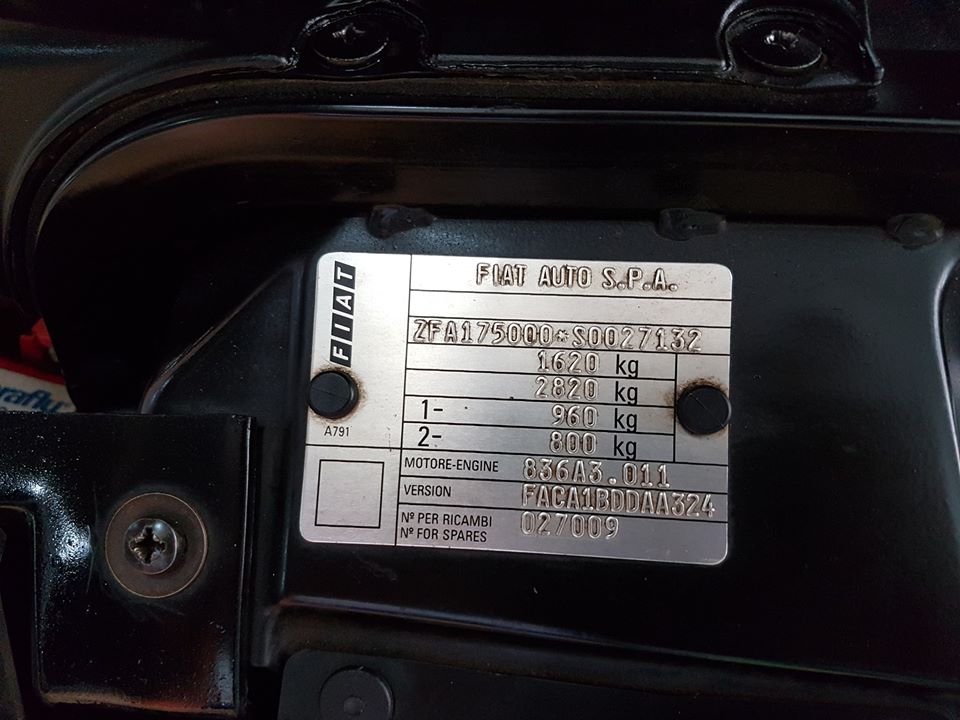 FIAT
FIAT AUTO S.P.A.
ZFA175000*S0027132
1620 kg
2820 kg
1- 960 kg
2- 800 kg
A791
MOTORE-ENGINE 836A3.011
VERSION FACA1BDDAA324
Nº PER RICAMBI
Nº FOR SPARES 027009